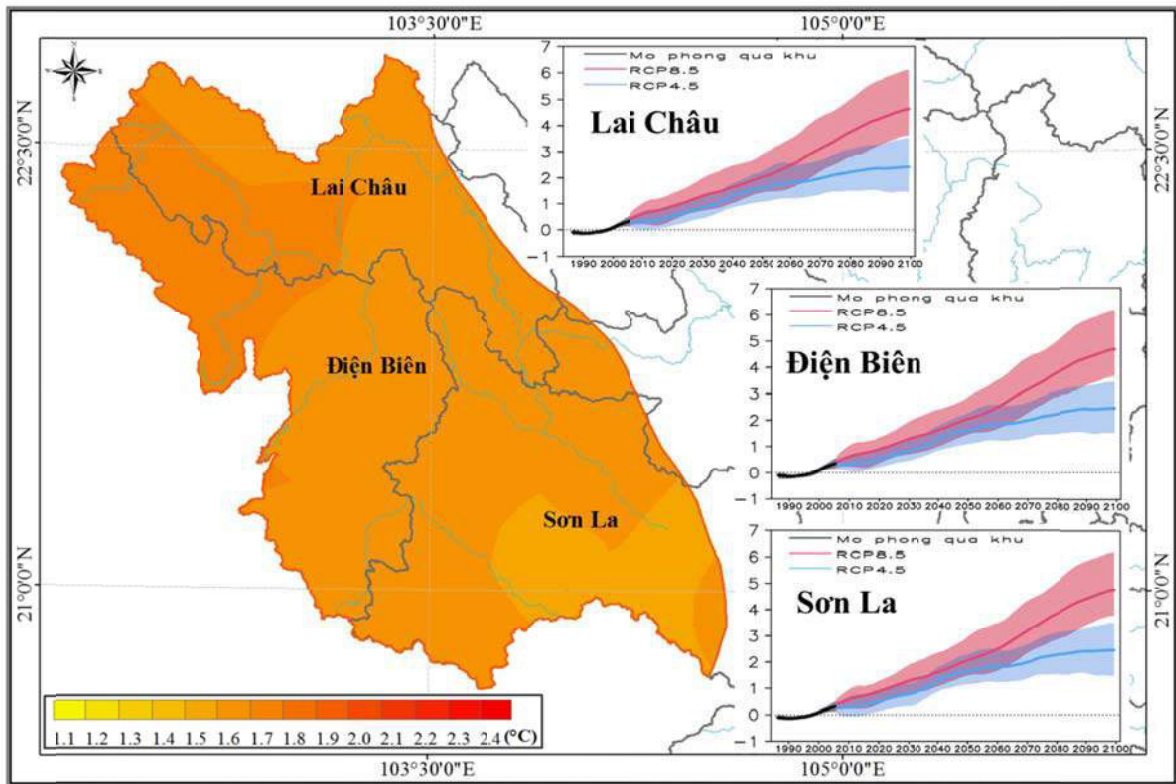 103°30'0"E 105°0'0"E
22°30'0"N
21°0'0"N
22°30'0"N
21°0'0"N
103°30'0"E 105°0'0"E
Lai Châu
Điện Biên
Sơn La
1.1 1.2 1.3 1.4 1.5 1.6 1.7 1.8 1.9 2.0 2.1 2.2 2.3 2.4 (°C)
7
6
5
4
3
2
1
0
−1
Mo phong qua khu
RCP8.5
RCP4.5
Lai Châu
1990 2000 2010 2020 2030 2040 2050 2060 2070 2080 2090 2100
7
6
5
4
3
2
1
0
−1
Mo phong qua khu
RCP8.5
RCP4.5
Điện Biên
1990 2000 2010 2020 2030 2040 2050 2060 2070 2080 2090 2100
7
6
5
4
3
2
1
0
−1
Mo phong qua khu
RCP8.5
RCP4.5
Sơn La
1990 2000 2010 2020 2030 2040 2050 2060 2070 2080 2090 2100